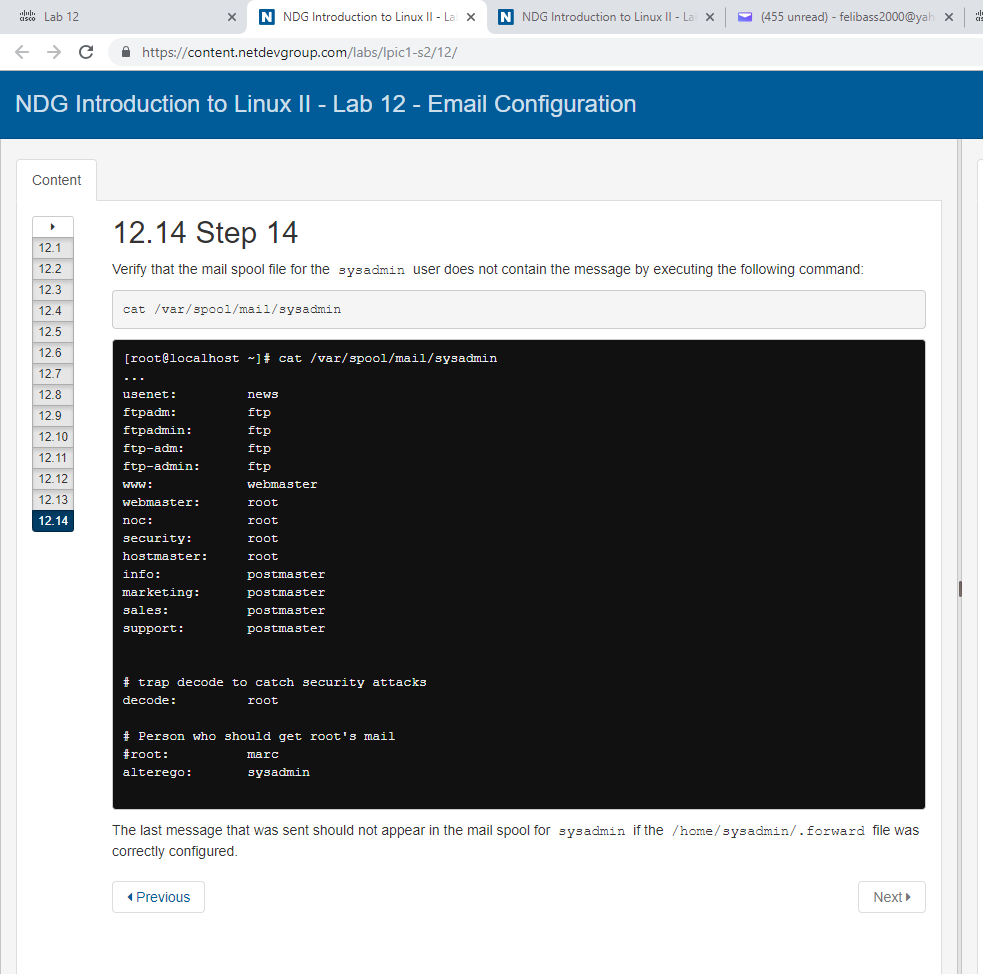 Lab 12
NDG Introduction to Linux II - La
NDG Introduction to Linux II - La
(455 unread) - felibass2000@yah
https://content.netdevgroup.com/labs/lpic1-s2/12/
NDG Introduction to Linux II - Lab 12 - Email Configuration
Content
12.1
12.2
12.3
12.4
12.5
12.6
12.7
12.8
12.9
12.10
12.11
12.12
12.13
12.14
12.14 Step 14
Verify that the mail spool file for the sysadmin user does not contain the message by executing the following command:
cat /var/spool/mail/sysadmin
[root@localhost ~]# cat /var/spool/mail/sysadmin
...
usenet: news
ftpadm: ftp
ftpadmin: ftp
ftp-adm: ftp
ftp-admin: ftp
www: webmaster
webmaster: root
noc: root
security: root
hostmaster: root
info: postmaster
marketing: postmaster
sales: postmaster
support: postmaster
# trap decode to catch security attacks
decode: root
# Person who should get root's mail
#root: marc
alterego: sysadmin
The last message that was sent should not appear in the mail spool for sysadmin if the /home/sysadmin/.forward file was
correctly configured.
Previous
Next